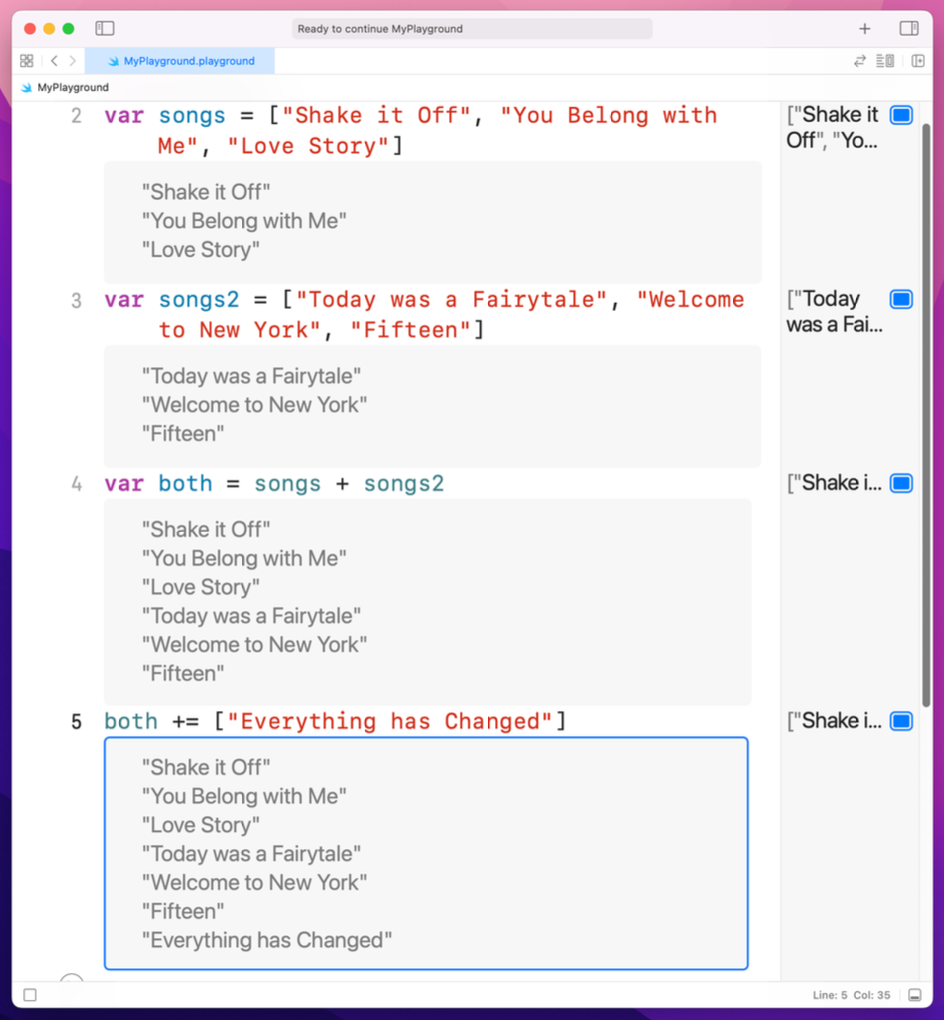 Ready to continue MyPlayground
MyPlayground.playground
MyPlayground
2 var songs = ["Shake it Off", "You Belong with
Me", "Love Story"]
["Shake it
Off", "Yo...
"Shake it Off"
"You Belong with Me"
"Love Story"
3 var songs2 = ["Today was a Fairytale", "Welcome
to New York", "Fifteen"]
["Today
was a Fai...
"Today was a Fairytale"
"Welcome to New York"
"Fifteen"
4 var both = songs + songs2
["Shake i...
"Shake it Off"
"You Belong with Me"
"Love Story"
"Today was a Fairytale"
"Welcome to New York"
"Fifteen"
5 both += ["Everything has Changed"]
["Shake i...
"Shake it Off"
"You Belong with Me"
"Love Story"
"Today was a Fairytale"
"Welcome to New York"
"Fifteen"
"Everything has Changed"
Line: 5 Col: 35